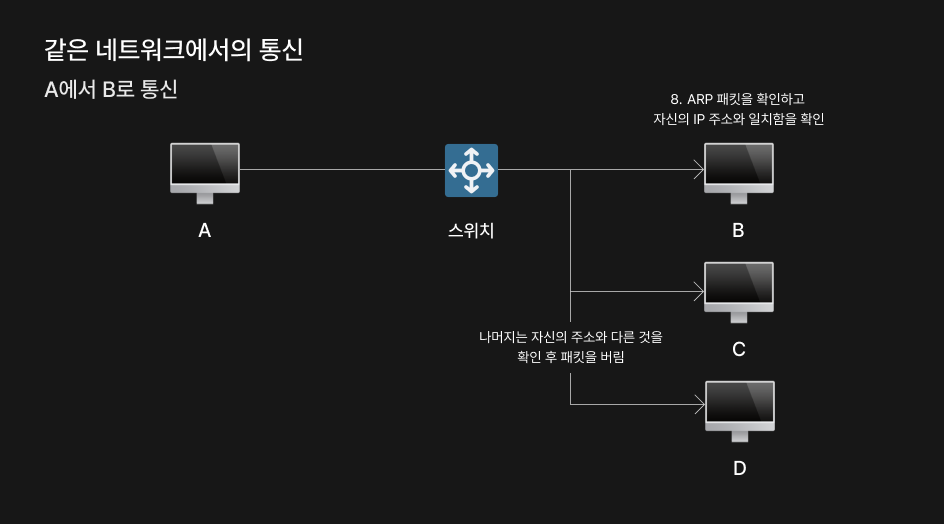 같은 네트워크에서의 통신
A에서 B로 통신
8. ARP 패킷을 확인하고
자신의 IP 주소와 일치함을 확인
A
스위치
B
나머지는 자신의 주소와 다른 것을
확인 후 패킷을 버림
C
D